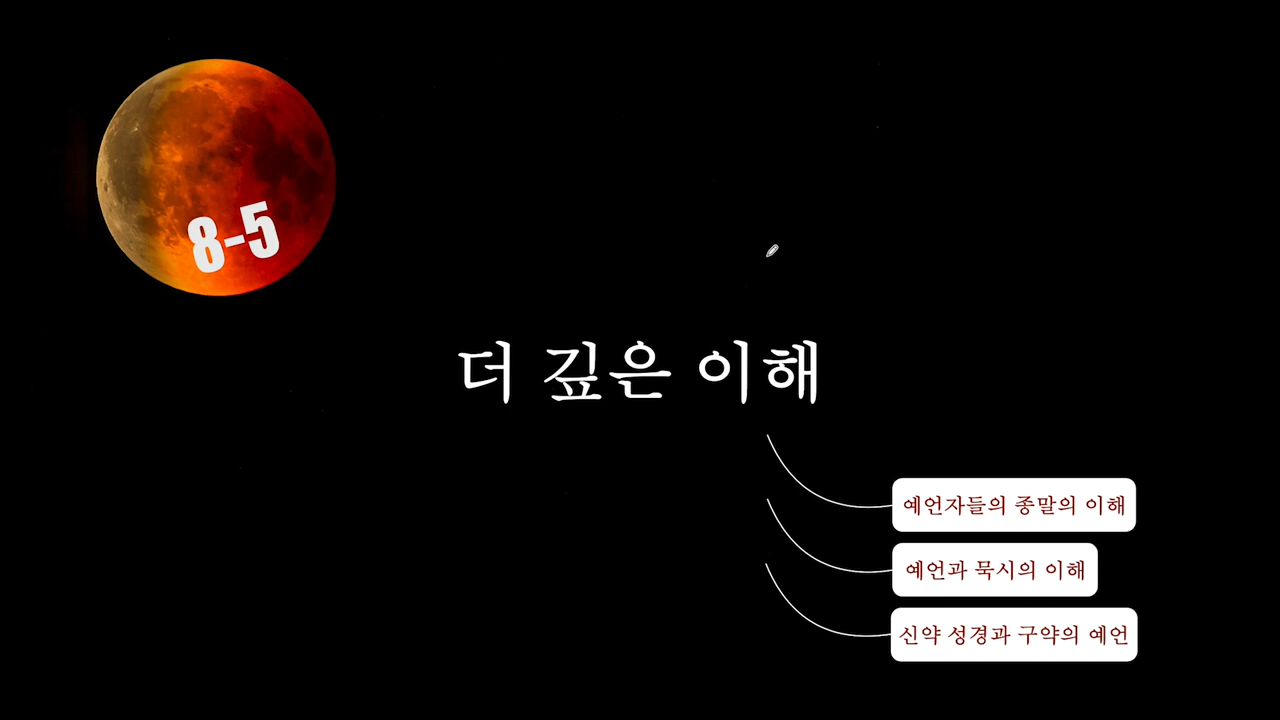 8-5
더 깊은 이해
예언자들의 종말의 이해
예언과 묵시의 이해
신약 성경과 구약의 예언